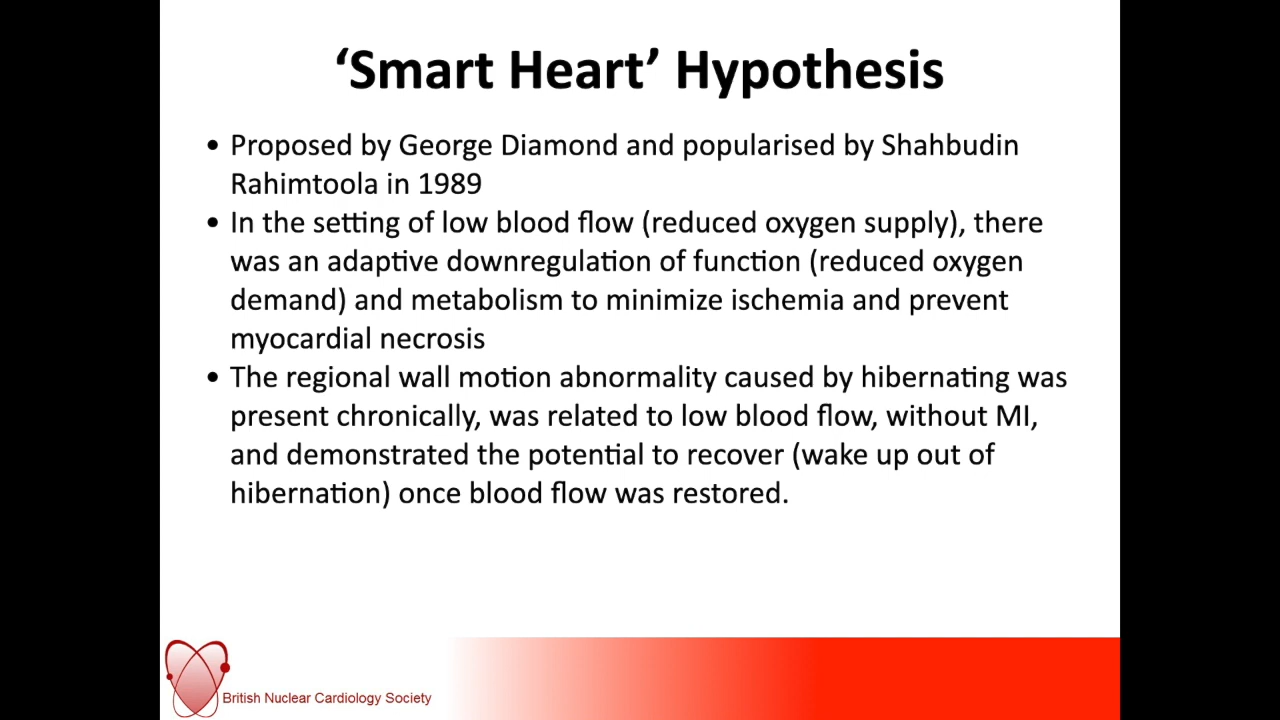 ‘Smart Heart’ Hypothesis
• Proposed by George Diamond and popularised by Shahbudin
Rahimtoola in 1989
• In the setting of low blood flow (reduced oxygen supply), there
was an adaptive downregulation of function (reduced oxygen
demand) and metabolism to minimize ischemia and prevent
myocardial necrosis
• The regional wall motion abnormality caused by hibernating was
present chronically, was related to low blood flow, without MI,
and demonstrated the potential to recover (wake up out of
hibernation) once blood flow was restored.
British Nuclear Cardiology Society